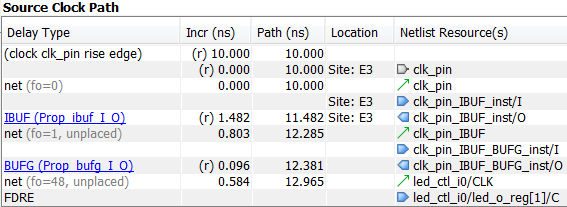 Source Clock Path
Delay Type Incr (ns) Path (ns) Location Netlist Resource(s)
(clock clk_pin rise edge) (r) 10.000 10.000
(r) 0.000 10.000 Site: E3 clk_pin
net (fo=0) 0.000 10.000 clk_pin
Site: E3 clk_pin_IBUF_inst/I
IBUF (Prop_ibuf_I_O) (r) 1.482 11.482 Site: E3 clk_pin_IBUF_inst/O
net (fo=1, unplaced) 0.803 12.285 clk_pin_IBUF
clk_pin_IBUF_BUFG_inst/I
BUFG (Prop_bufg_I_O) (r) 0.096 12.381 clk_pin_IBUF_BUFG_inst/O
net (fo=48, unplaced) 0.584 12.965 led_ctl_i0/CLK
FDRE led_ctl_i0/led_o_reg[1]/C